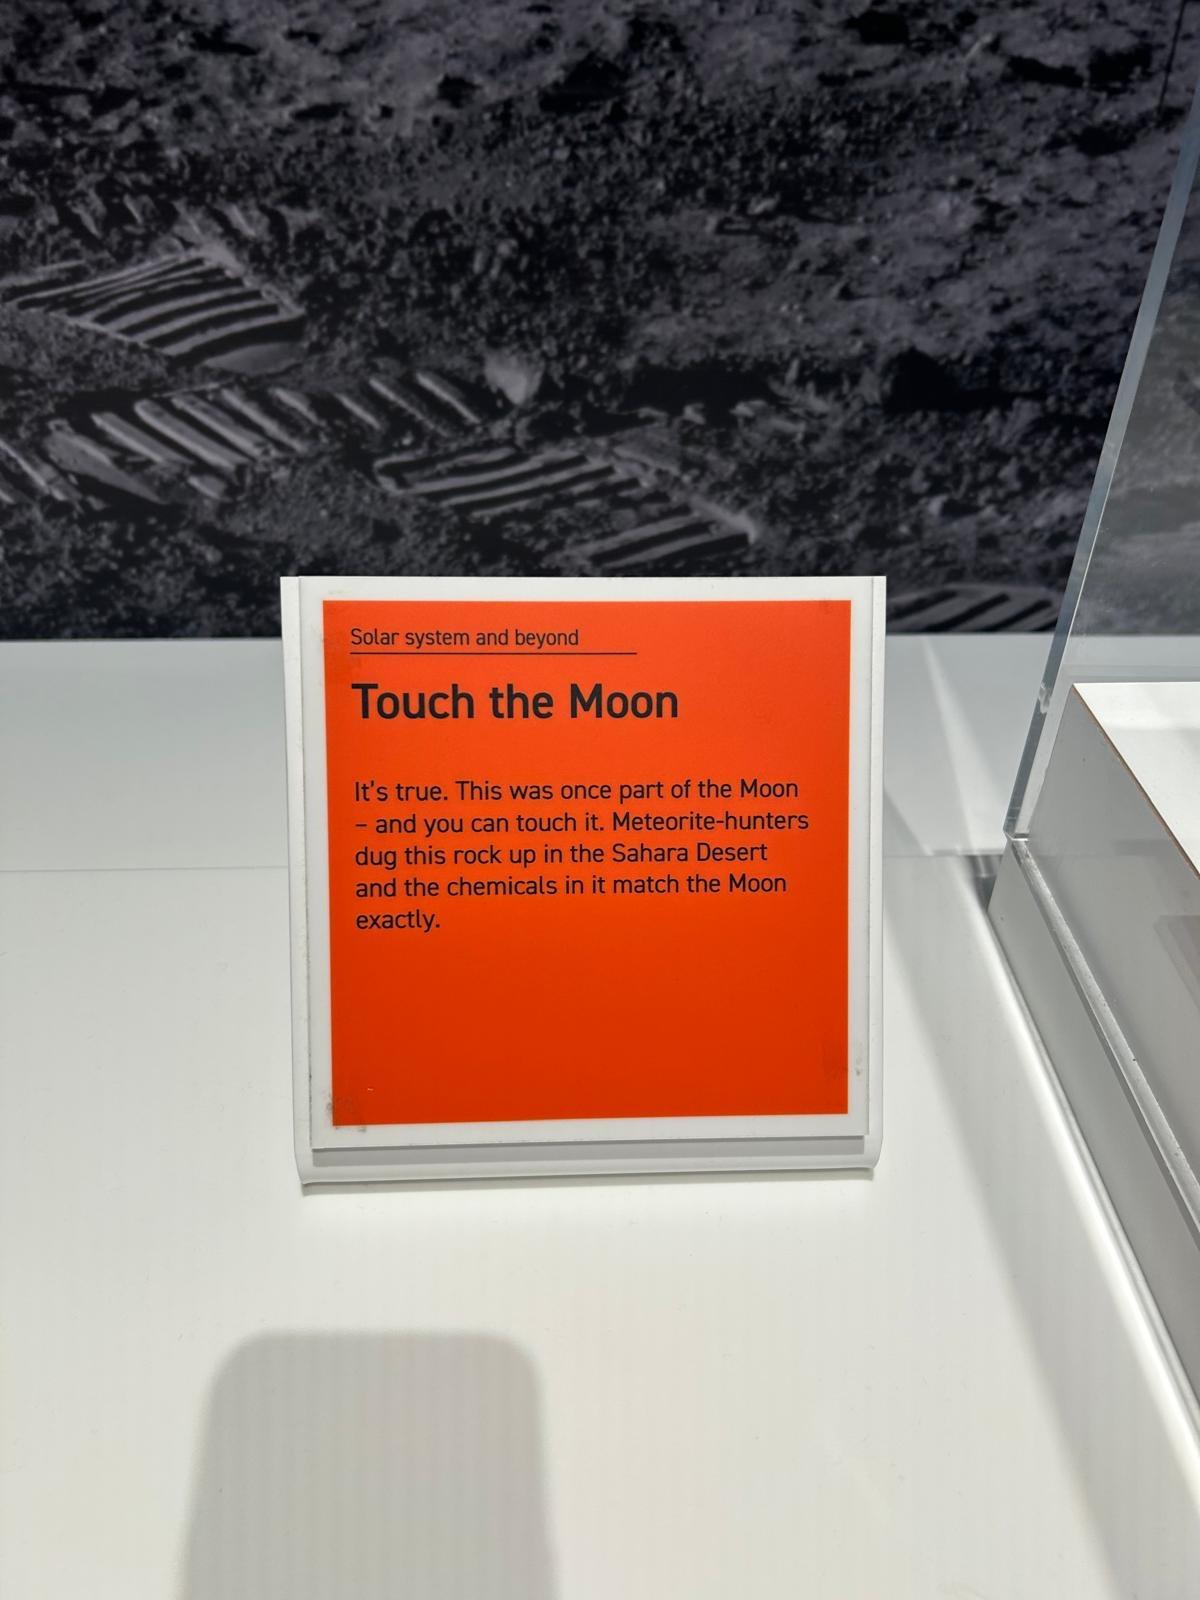 Solar system and beyond
Touch the Moon
It's true. This was once part of the Moon
– and you can touch it. Meteorite-hunters
dug this rock up in the Sahara Desert
and the chemicals in it match the Moon
exactly.